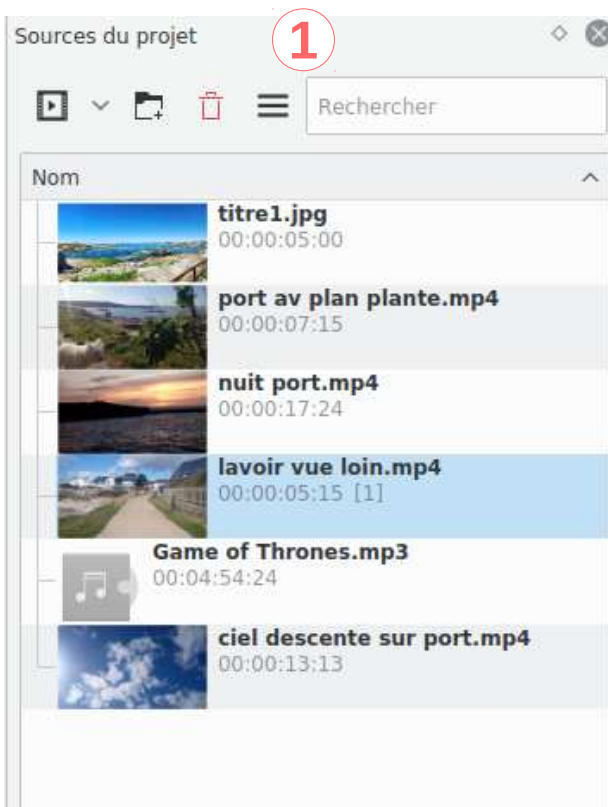 Sources du projet
1
Rechercher
Nom
titre1.jpg
00:00:05:00
port av plan plante.mp4
00:00:07:15
nuit port.mp4
00:00:17:24
lavoir vue loin.mp4
00:00:05:15 [1]
Game of Thrones.mp3
00:04:54:24
ciel descente sur port.mp4
00:00:13:13